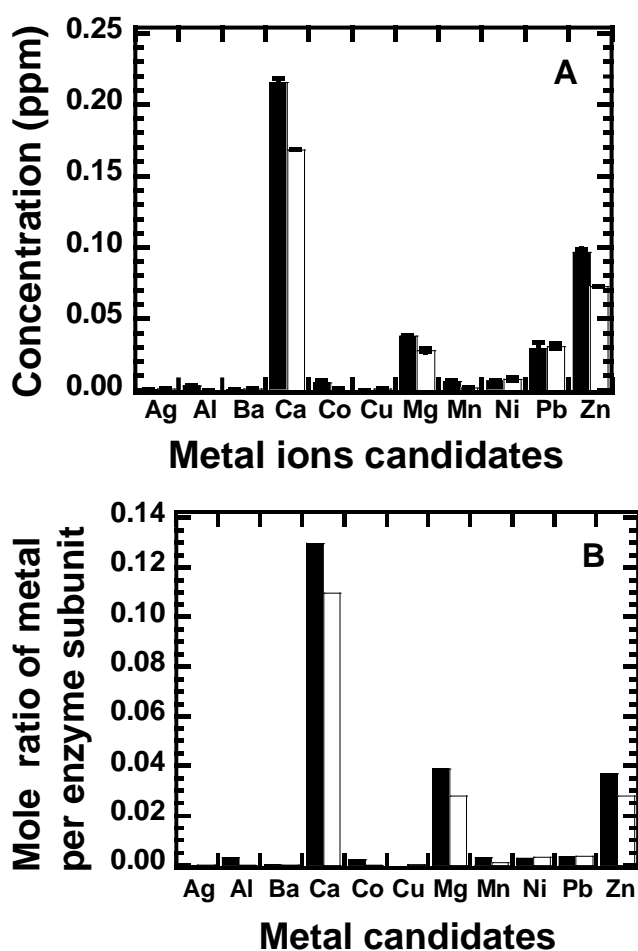 A
Concentration (ppm)
0.25
0.20
0.15
0.10
0.05
0.00
Ag Al Ba Ca Co Cu Mg Mn Ni Pb Zn
Metal ions candidates
B
Mole ratio of metal
per enzyme subunit
0.14
0.12
0.10
0.08
0.06
0.04
0.02
0.00
Ag Al Ba Ca Co Cu Mg Mn Ni Pb Zn
Metal candidates